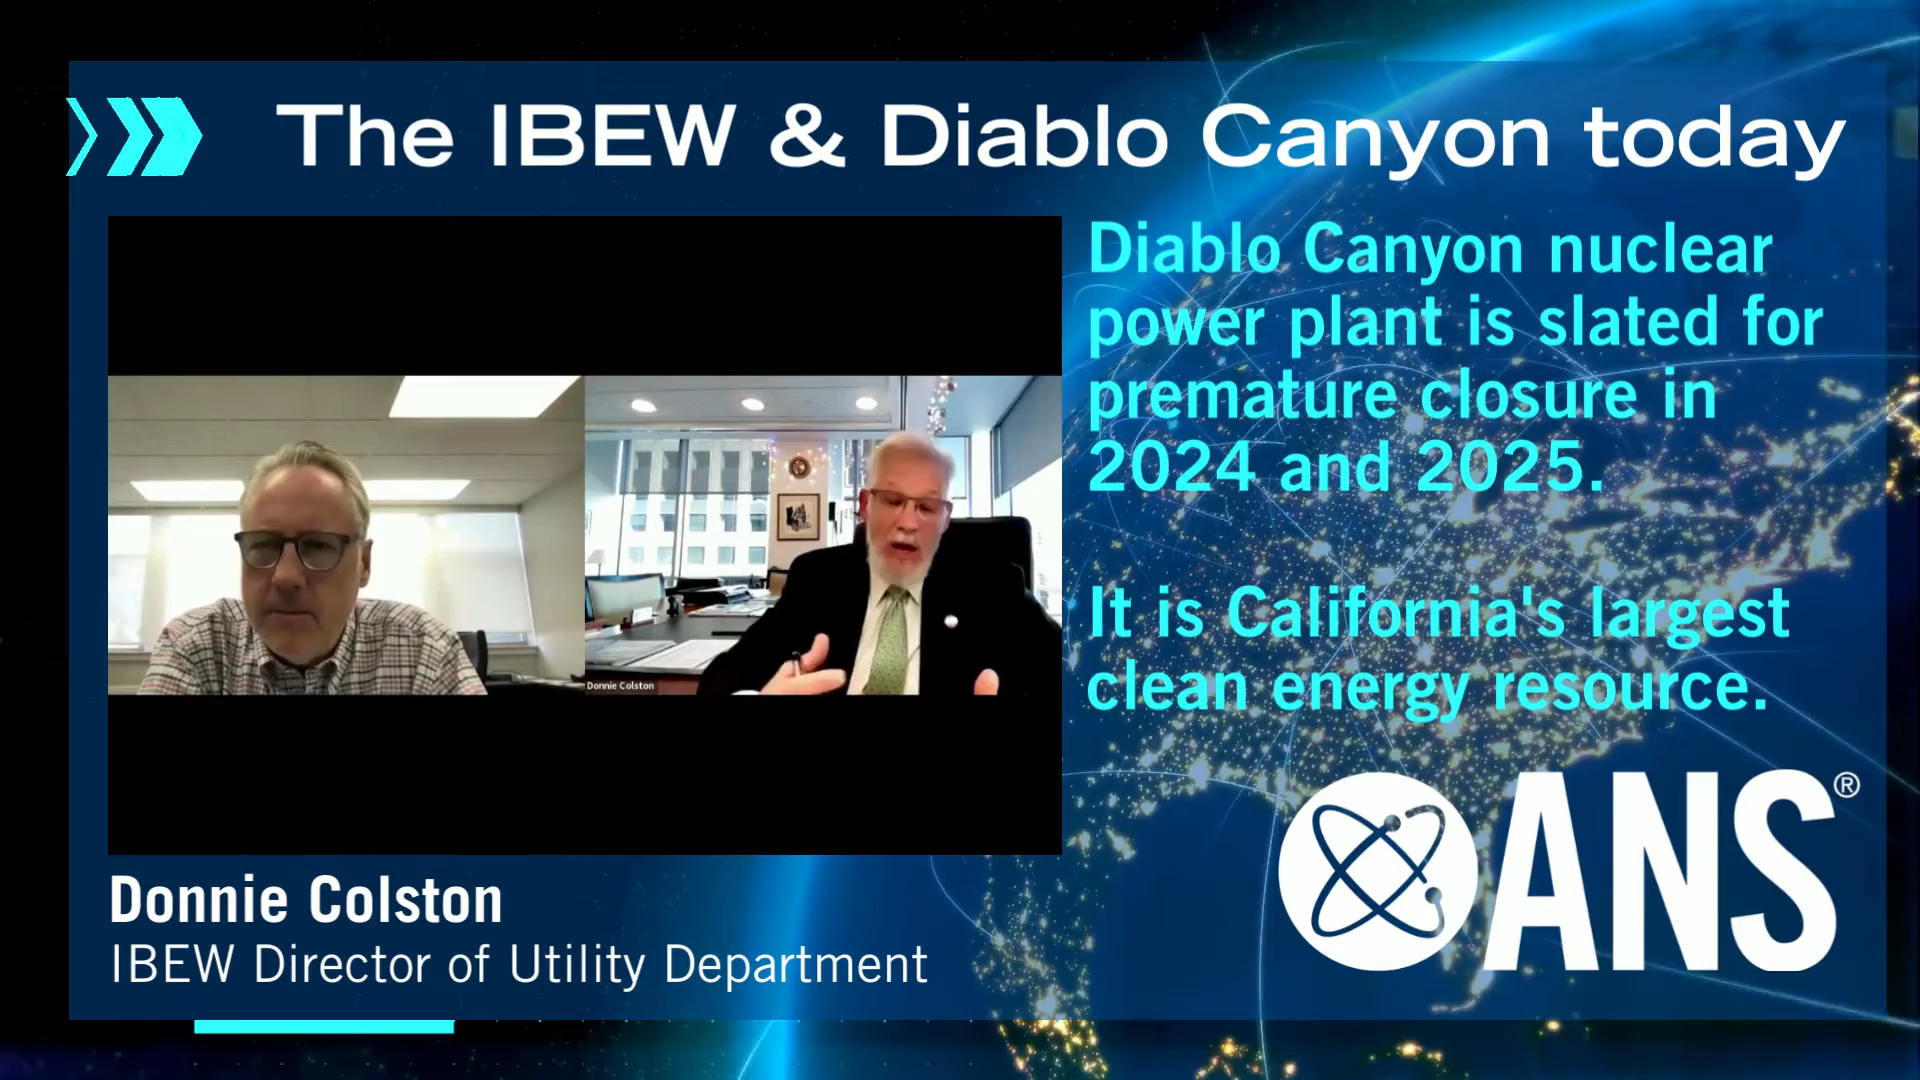 The IBEW & Diablo Canyon today
Diablo Canyon nuclear
power plant is slated for
premature closure in
2024 and 2025.
It is California's largest
clean energy resource.
Donnie Colston
ANS®
Donnie Colston
IBEW Director of Utility Department